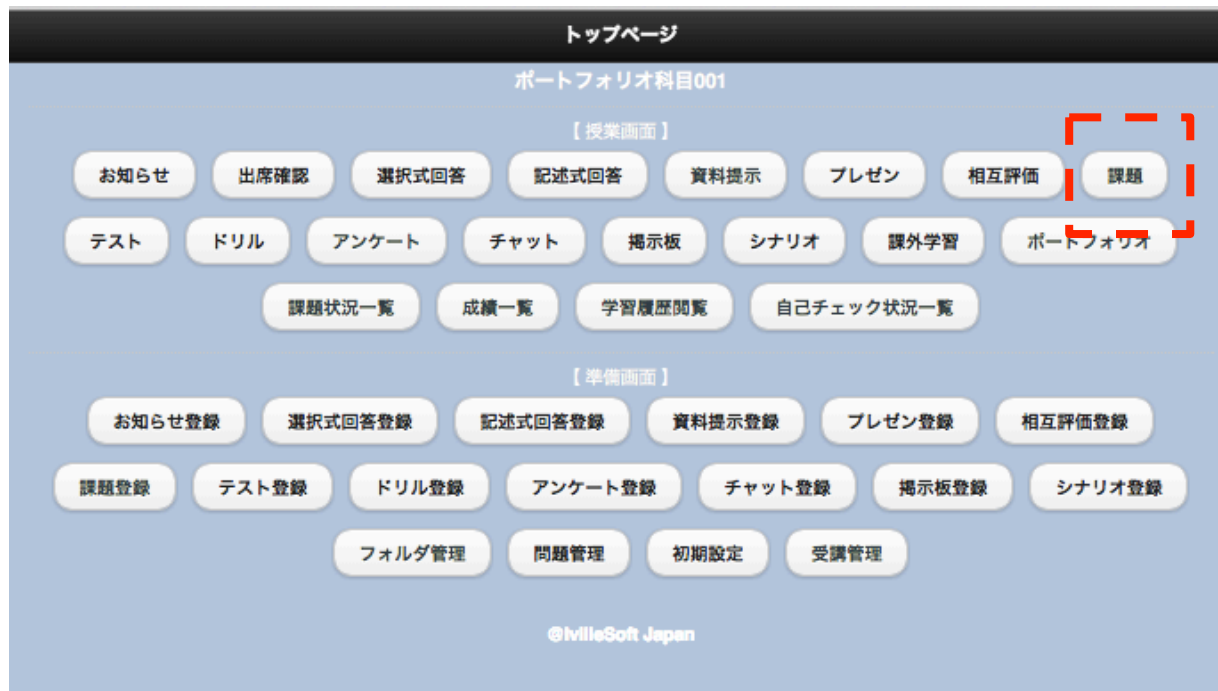 トップページ
ポートフォリオ科目001
【 授業画面 】
お知らせ 出席確認 選択式回答 記述式回答 資料提示 プレゼン 相互評価 課題
テスト ドリル アンケート チャット 掲示板 シナリオ 課外学習 ポートフォリオ
課題状況一覧 成績一覧 学習履歴閲覧 自己チェック状況一覧
【 準備画面 】
お知らせ登録 選択式回答登録 記述式回答登録 資料提示登録 プレゼン登録 相互評価登録
課題登録 テスト登録 ドリル登録 アンケート登録 チャット登録 掲示板登録 シナリオ登録
フォルダ管理 問題管理 初期設定 受講管理
@IvilleSoft Japan